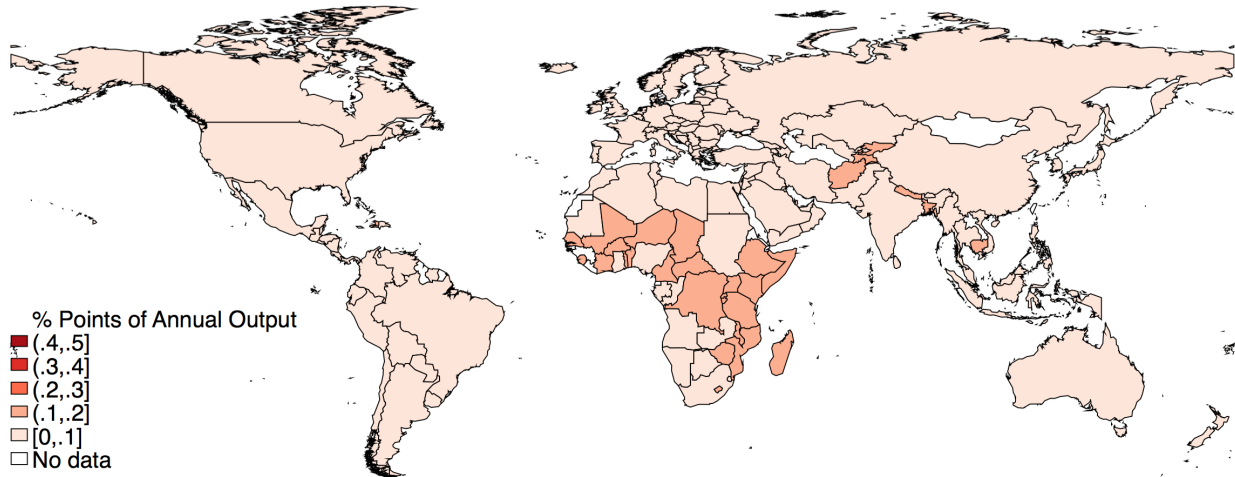 % Points of Annual Output
(.4,.5]
(.3,.4]
(.2,.3]
(.1,.2]
[0,.1]
No data